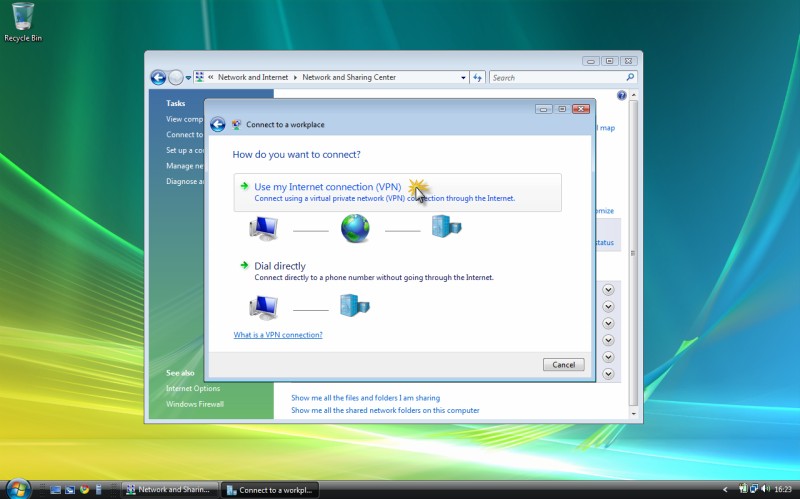 Recycle Bin
Network and Internet
Network and Sharing Center
Search
Tasks
View comp
Connect to
Set up a co
Manage ne
Diagnose a
l map
omize
status
Connect to a workplace
How do you want to connect?
Use my Internet connection (VPN)
Connect using a virtual private network (VPN) connection through the Internet.
Dial directly
Connect directly to a phone number without going through the Internet.
What is a VPN connection?
Cancel
See also
Internet Options
Windows Firewall
Show me all the files and folders I am sharing
Show me all the shared network folders on this computer
Network and Sharin...
Connect to a workpl...
16:23